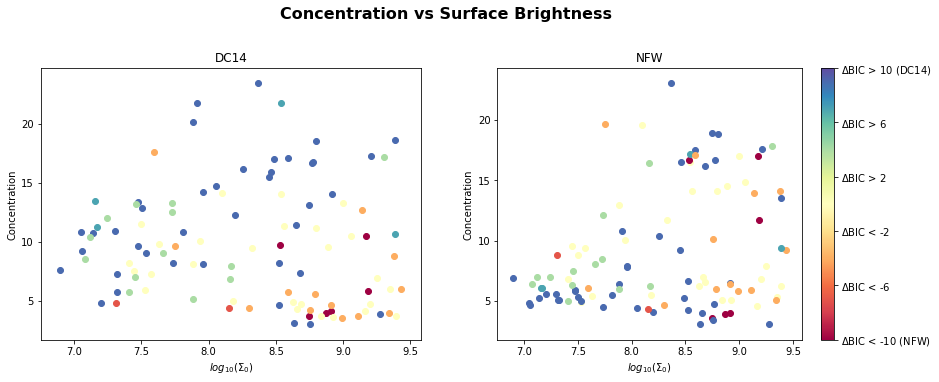 Concentration vs Surface Brightness
DC14
Concentration
20
15
10
5
7.0 7.5 8.0 8.5 9.0 9.5
log₁₀(Σ₀)
NFW
Concentration
20
15
10
5
7.0 7.5 8.0 8.5 9.0 9.5
log₁₀(Σ₀)
ΔBIC > 10 (DC14)
ΔBIC > 6
ΔBIC > 2
ΔBIC < -2
ΔBIC < -6
ΔBIC < -10 (NFW)